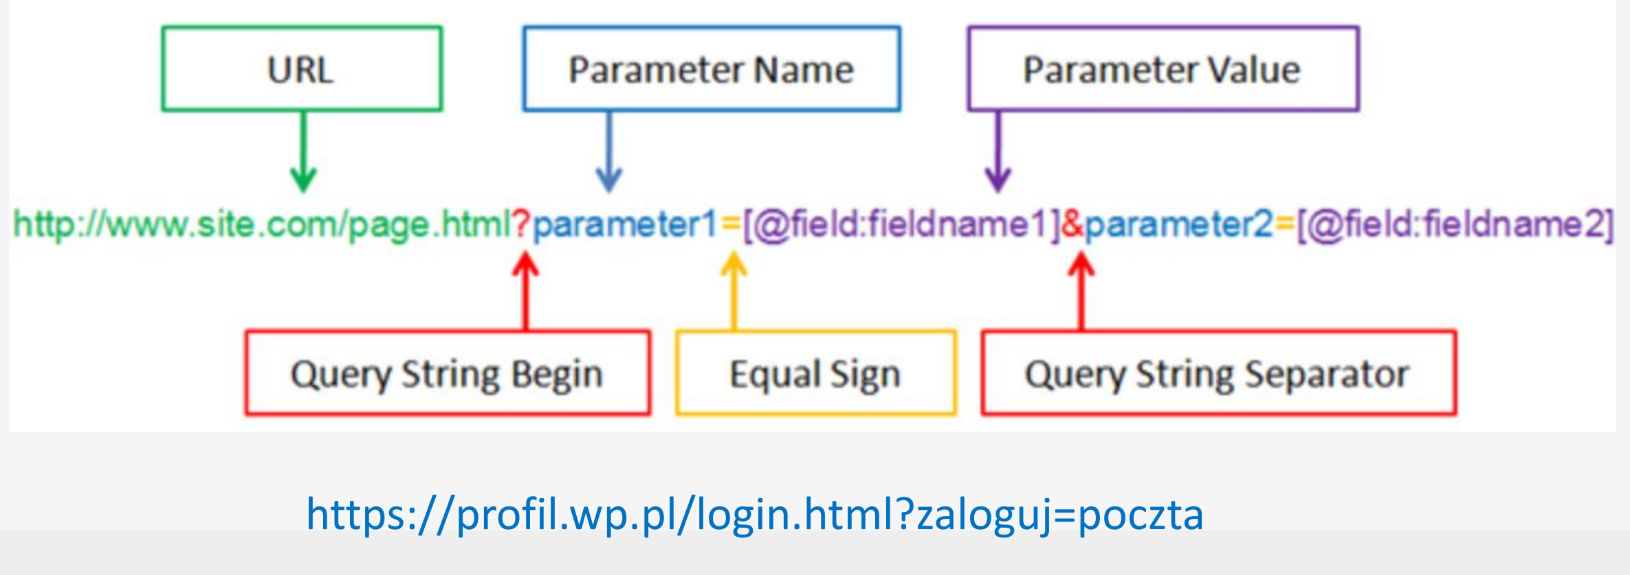 URL
Parameter Name
Parameter Value
http://www.site.com/page.html?parameter1=[@field:fieldname1]&parameter2=[@field:fieldname2]
Query String Begin
Equal Sign
Query String Separator
https://profil.wp.pl/login.html?zaloguj=poczta